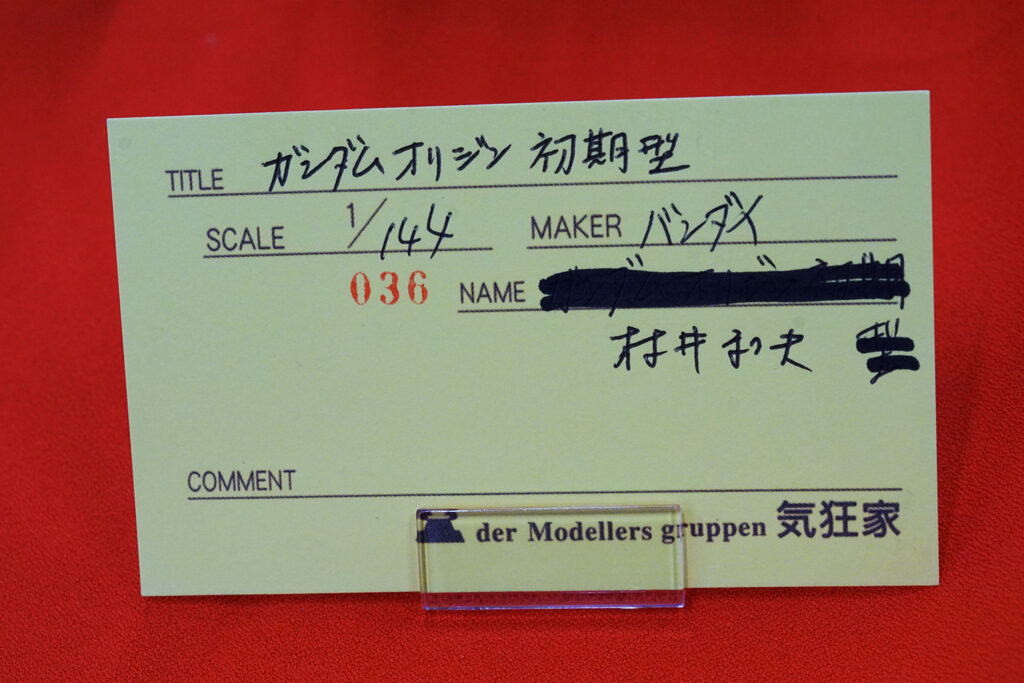 TITLE ガンダムオリジン 初期型
SCALE 1/144 MAKER バンダイ
036 NAME
村井和夫
COMMENT
der Modellers gruppen 気狂家